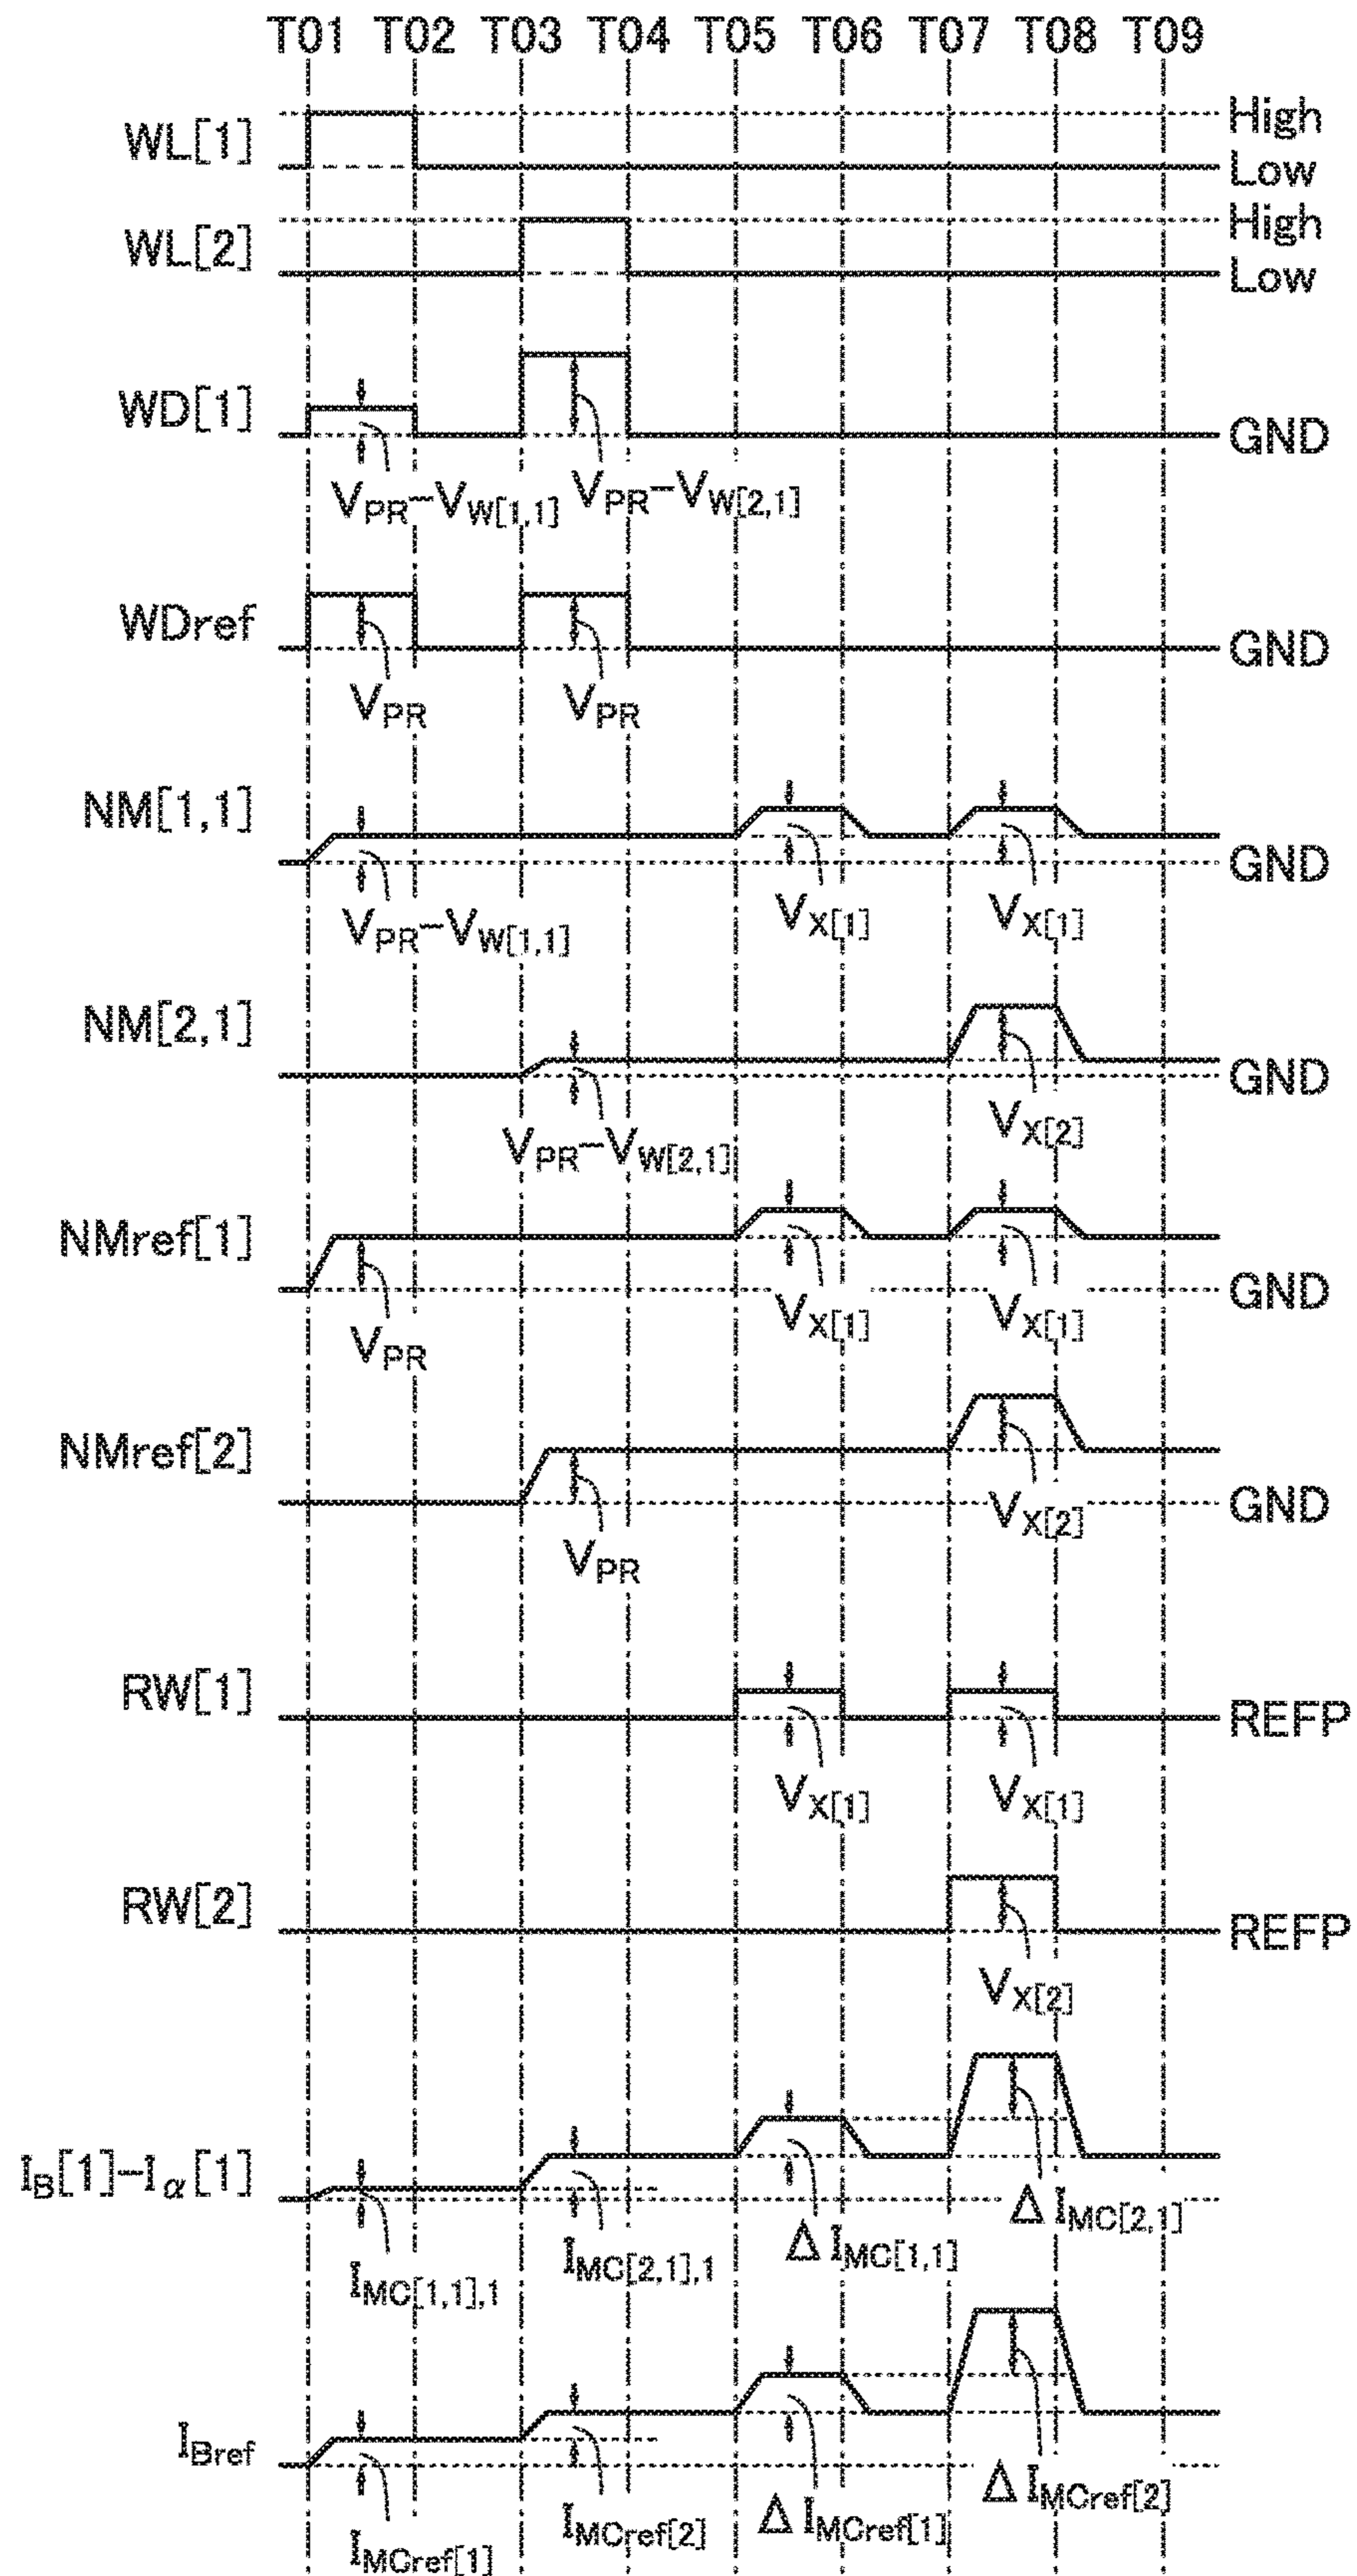 T01 T02 T03 T04 T05 T06 T07 T08 T09
WL[1] High
Low
WL[2] High
Low
WD[1] GND
VPR−VW[1,1] VPR−VW[2,1]
WDref GND
VPR VPR
NM[1,1] GND
VPR−VW[1,1] VX[1] VX[1]
NM[2,1] GND
VPR−VW[2,1] VX[2]
NMref[1] GND
VPR VX[1] VX[1]
NMref[2] GND
VPR VX[2]
RW[1] REFP
VX[1] VX[1]
RW[2] REFP
VX[2]
IB[1]−Iα[1]
IMC[1,1],1 IMC[2,1],1 Δ IMC[1,1] Δ IMC[2,1]
IBref
IMCref[1] IMCref[2] Δ IMCref[1] Δ IMCref[2]